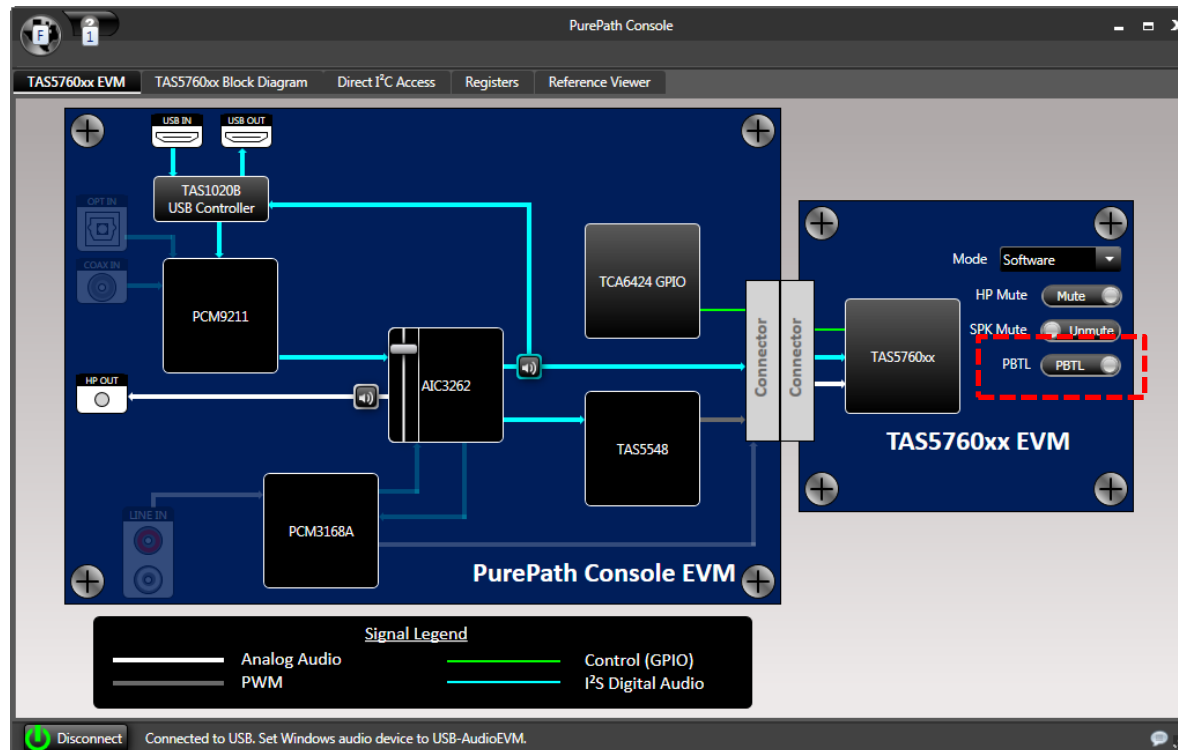 PurePath Console
F
1
TAS5760xx EVM
TAS5760xx Block Diagram
Direct I²C Access
Registers
Reference Viewer
USB IN
USB OUT
TAS1020B
USB Controller
OPT IN
COAX IN
PCM9211
TCA6424 GPIO
HP OUT
AIC3262
TAS5548
LINE IN
PCM3168A
PurePath Console EVM
Connector
Connector
Mode Software
HP Mute Mute
SPK Mute Unmute
PBTL PBTL
TAS5760xx
TAS5760xx EVM
Signal Legend
Analog Audio
Control (GPIO)
PWM
I²S Digital Audio
Disconnect
Connected to USB. Set Windows audio device to USB-AudioEVM.